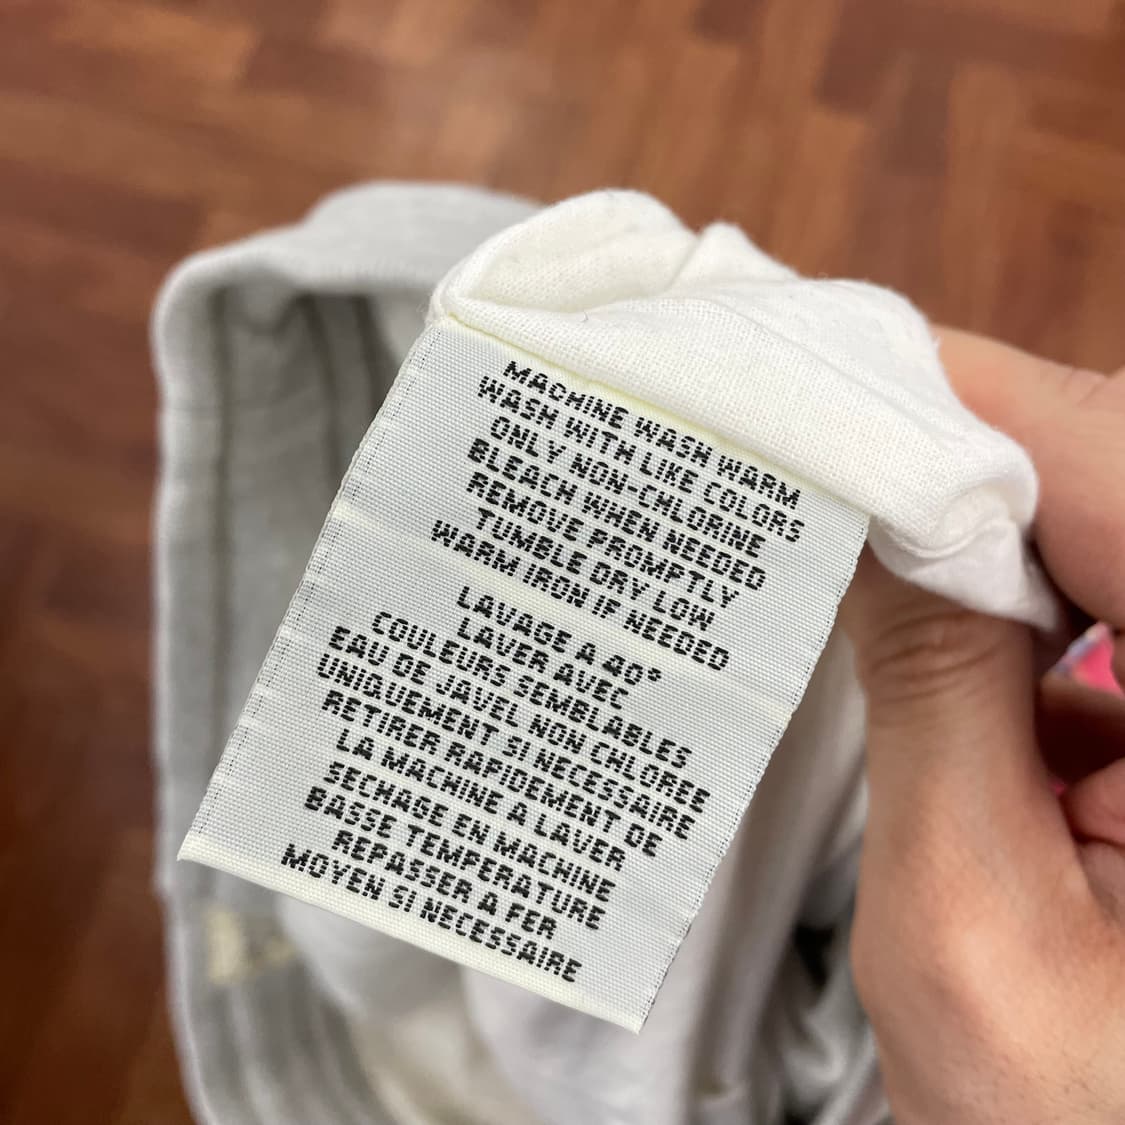 MACHINE WASH WARM
WASH WITH LIKE COLORS
ONLY NON-CHLORINE
BLEACH WHEN NEEDED
REMOVE PROMPTLY
TUMBLE DRY LOW
WARM IRON IF NEEDED
LAVAGE A 40°
LAVER AVEC
COULEURS SEMBLABLES
EAU DE JAVEL NON CHLOREE
UNIQUEMENT SI NECESSAIRE
RETIRER RAPIDEMENT DE
LA MACHINE A LAVER
SECHAGE EN MACHINE
BASSE TEMPERATURE
REPASSER A FER
MOYEN SI NECESSAIRE